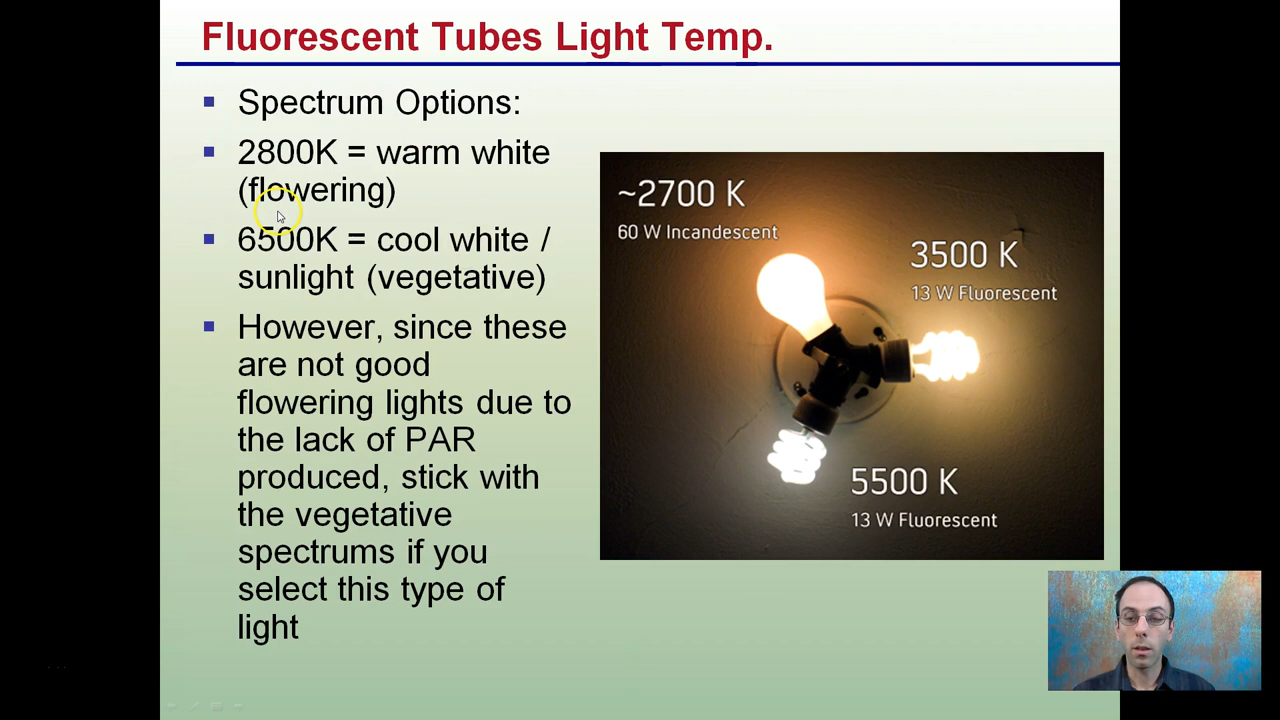 Fluorescent Tubes Light Temp.
Spectrum Options:
2800K = warm white
(flowering)
6500K = cool white /
sunlight (vegetative)
However, since these
are not good
flowering lights due to
the lack of PAR
produced, stick with
the vegetative
spectrums if you
select this type of
light
~2700 K
60 W Incandescent
3500 K
13 W Fluorescent
5500 K
13 W Fluorescent